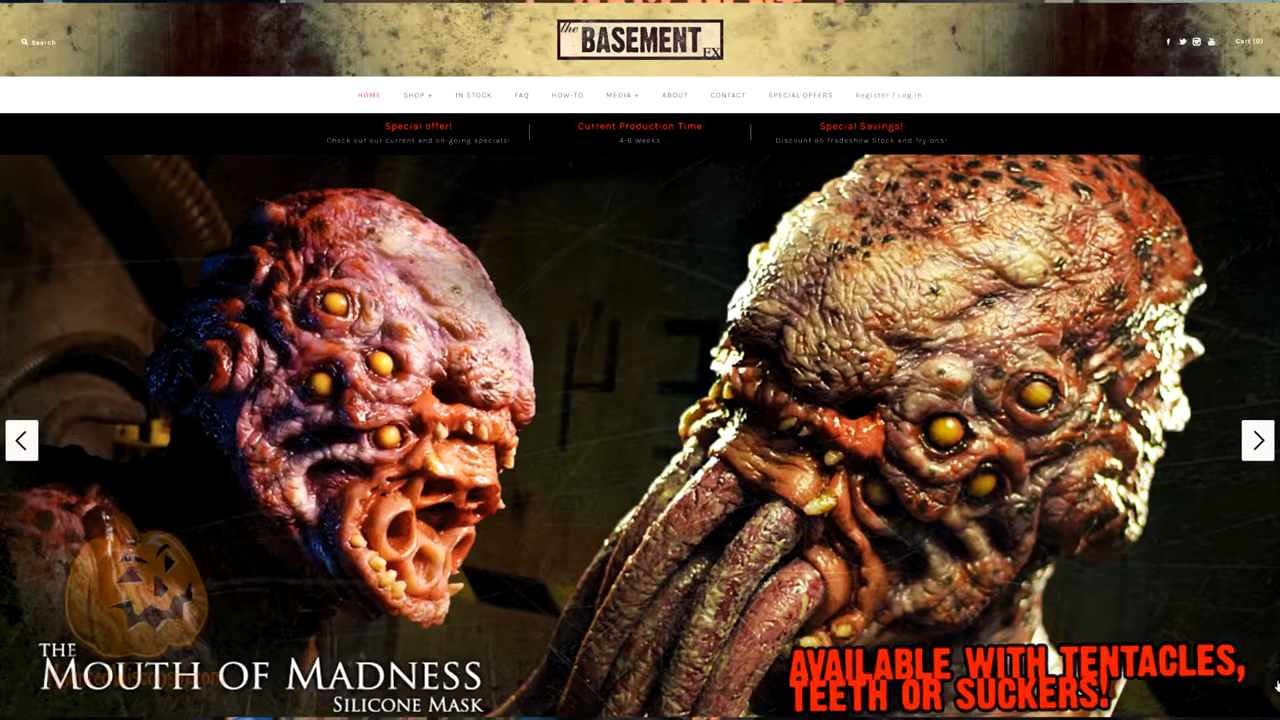 Search
the BASEMENT FX
Cart (0)
HOME SHOP + IN STOCK FAQ HOW-TO MEDIA + ABOUT CONTACT SPECIAL OFFERS Register / Log in
Special offer! Current Production Time Special Savings!
Check out our current and on-going specials! 4-6 Weeks Discount on Tradeshow Stock and Try-ons!
THE
MOUTH OF MADNESS
SILICONE MASK
AVAILABLE WITH TENTACLES,
TEETH OR SUCKERS!